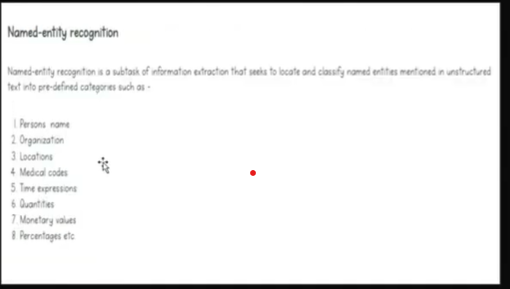 Named-entity recognition
Named-entity recognition is a subtask of information extraction that seeks to locate and classify named entities mentioned in unstructured
text into pre-defined categories such as -
1. Persons name
2. Organization
3. Locations
4. Medical codes
5. Time expressions
6. Quantities
7. Monetary values
8. Percentages etc